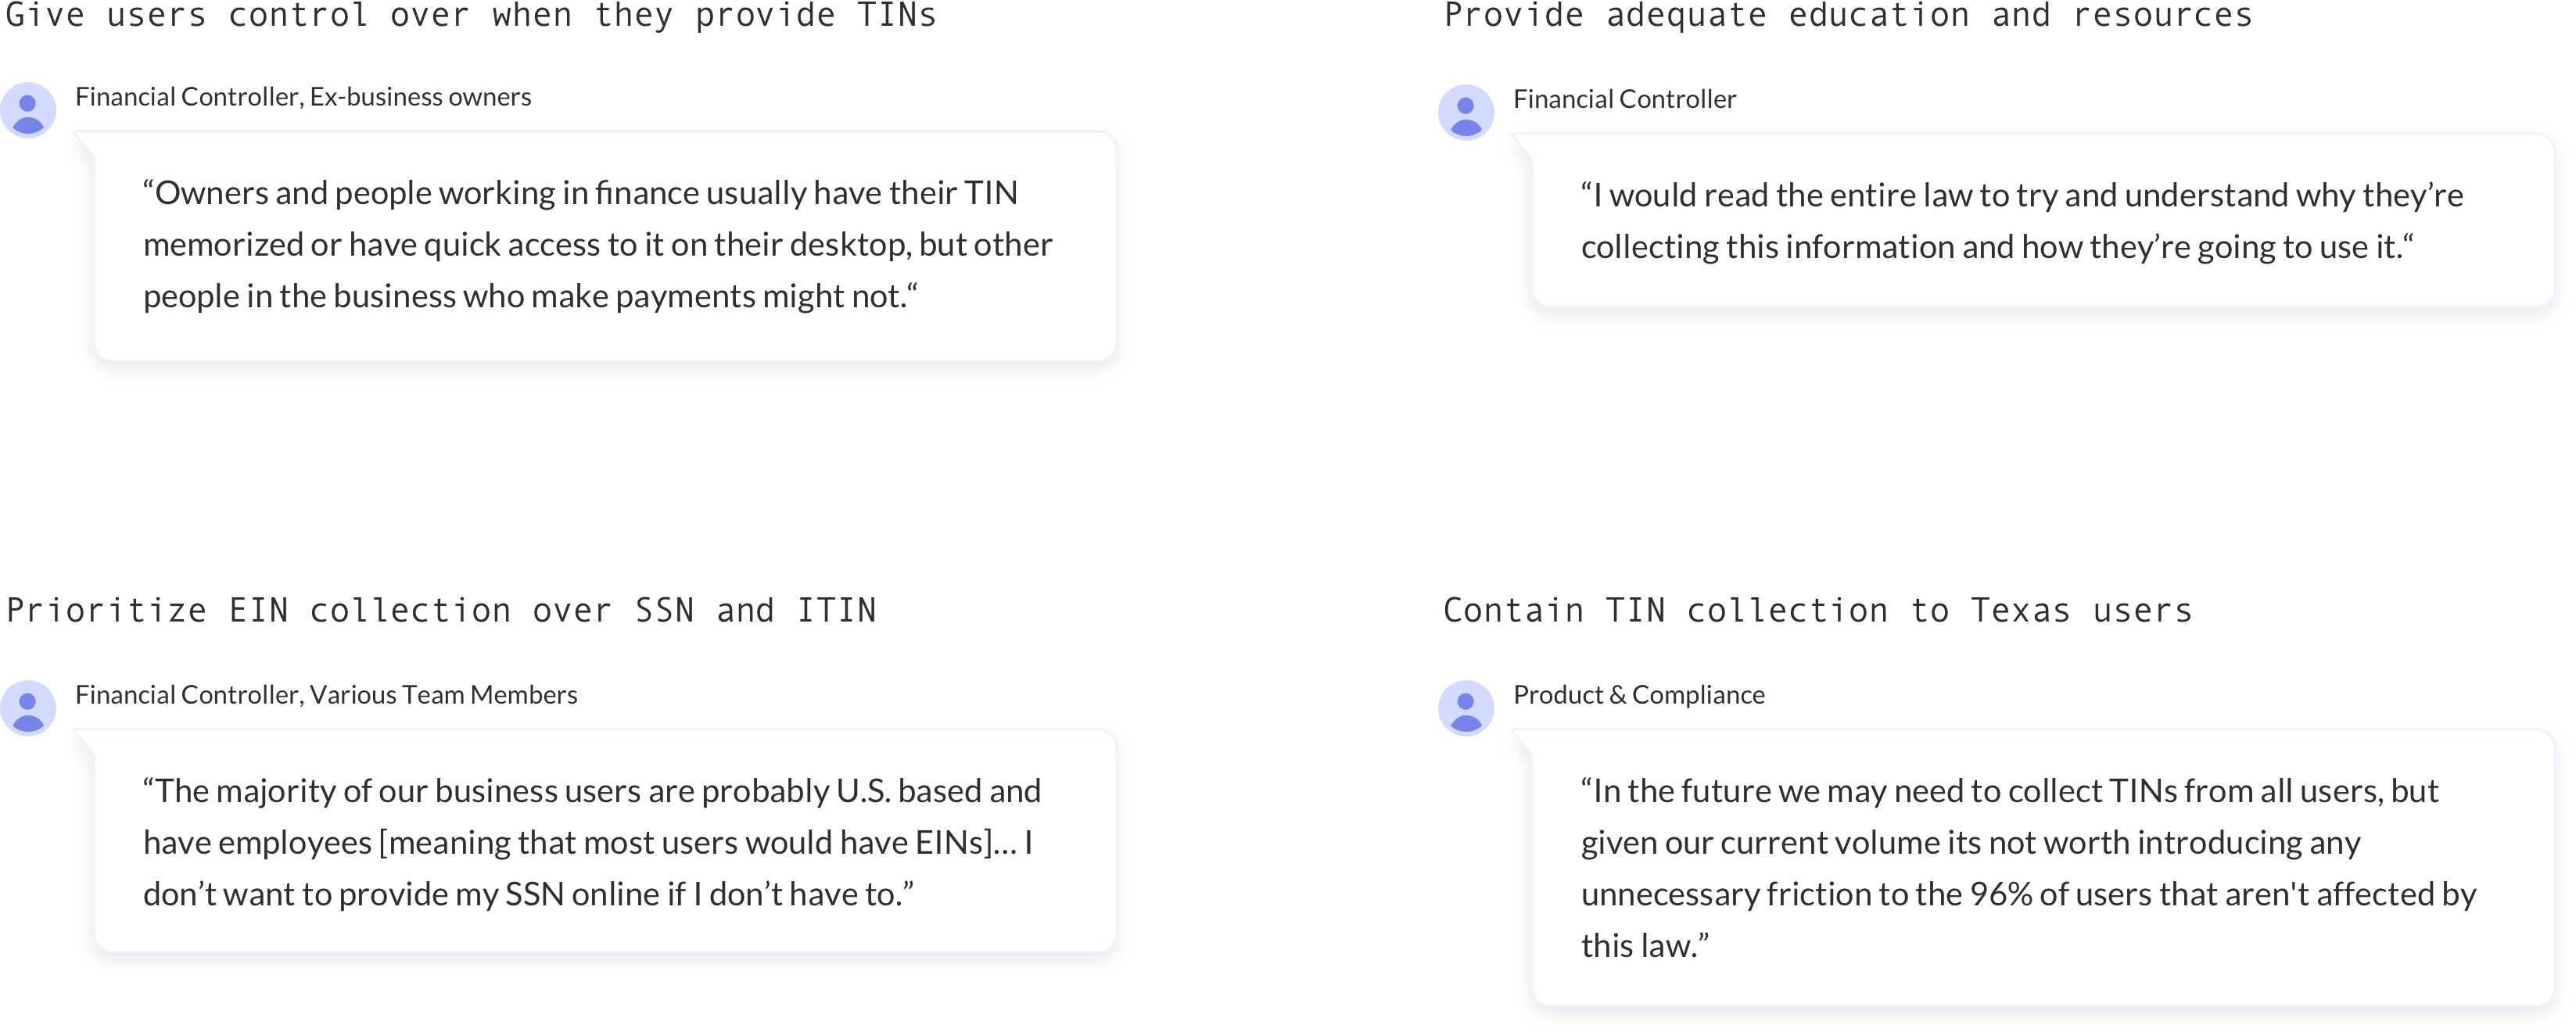 Give users control over when they provide TINs
Financial Controller, Ex-business owners
“Owners and people working in finance usually have their TIN
memorized or have quick access to it on their desktop, but other
people in the business who make payments might not.“
Provide adequate education and resources
Financial Controller
“I would read the entire law to try and understand why they’re
collecting this information and how they’re going to use it.“
Prioritize EIN collection over SSN and ITIN
Financial Controller, Various Team Members
“The majority of our business users are probably U.S. based and
have employees [meaning that most users would have EINs]... I
don’t want to provide my SSN online if I don’t have to.”
Contain TIN collection to Texas users
Product & Compliance
“In the future we may need to collect TINs from all users, but
given our current volume its not worth introducing any
unnecessary friction to the 96% of users that aren't affected by
this law.”